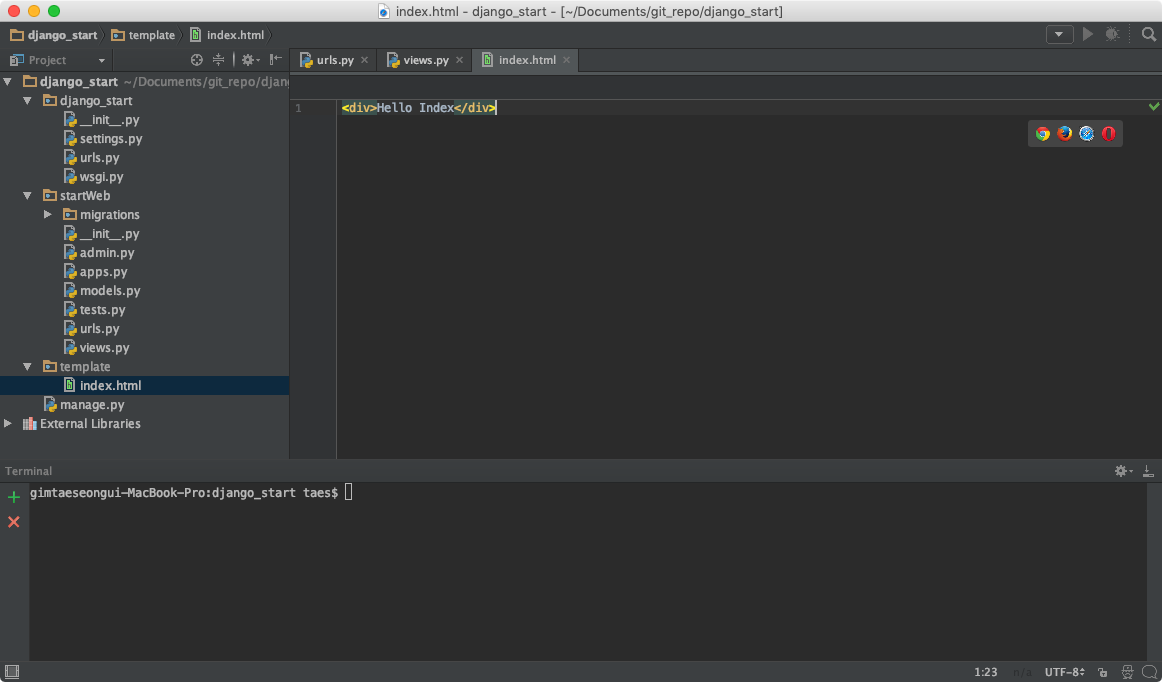 index.html - django_start - [~/Documents/git_repo/django_start]
django_start template index.html
Project
urls.py views.py index.html
django_start ~/Documents/git_repo/djan
django_start
__init__.py
settings.py
urls.py
wsgi.py
startWeb
migrations
__init__.py
admin.py
apps.py
models.py
tests.py
urls.py
views.py
template
index.html
manage.py
External Libraries
1 <div>Hello Index</div>
Terminal
gimtaeseongui-MacBook-Pro:django_start taes$
1:23 n/a UTF-8